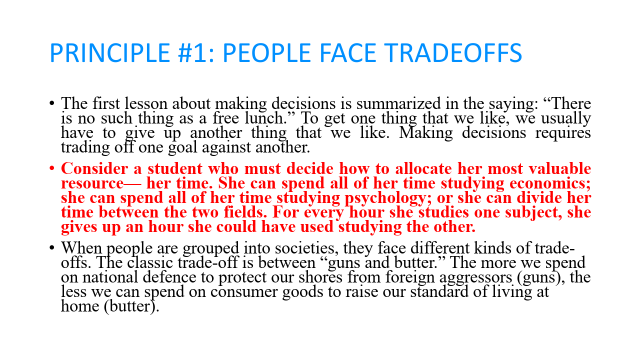 PRINCIPLE #1: PEOPLE FACE TRADEOFFS
• The first lesson about making decisions is summarized in the saying: “There
is no such thing as a free lunch.” To get one thing that we like, we usually
have to give up another thing that we like. Making decisions requires
trading off one goal against another.
• Consider a student who must decide how to allocate her most valuable
resource— her time. She can spend all of her time studying economics;
she can spend all of her time studying psychology; or she can divide her
time between the two fields. For every hour she studies one subject, she
gives up an hour she could have used studying the other.
• When people are grouped into societies, they face different kinds of trade-
offs. The classic trade-off is between “guns and butter.” The more we spend
on national defence to protect our shores from foreign aggressors (guns), the
less we can spend on consumer goods to raise our standard of living at
home (butter).